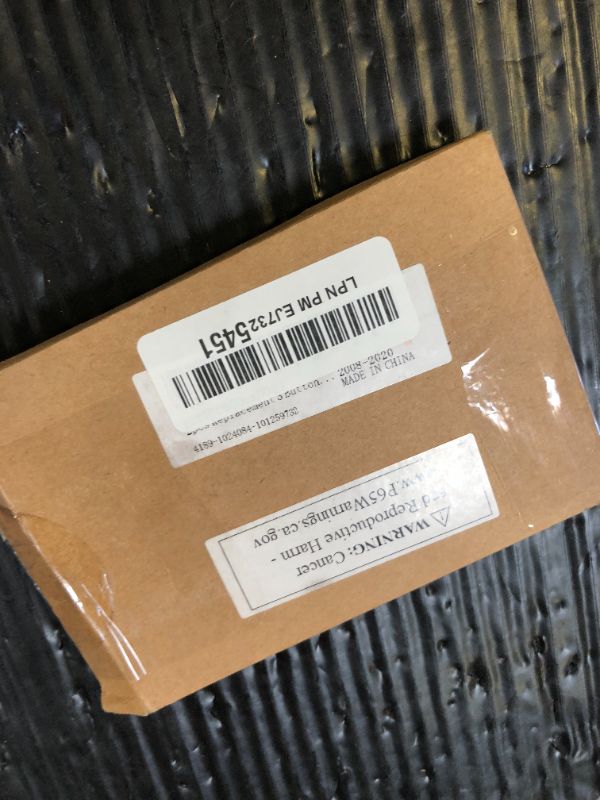 LPN PM EJ7325451
2008-2020
MADE IN CHINA
4189-1024084-101259732
WARNING: Cancer
and Reproductive Harm -
www.P65Warnings.ca.gov